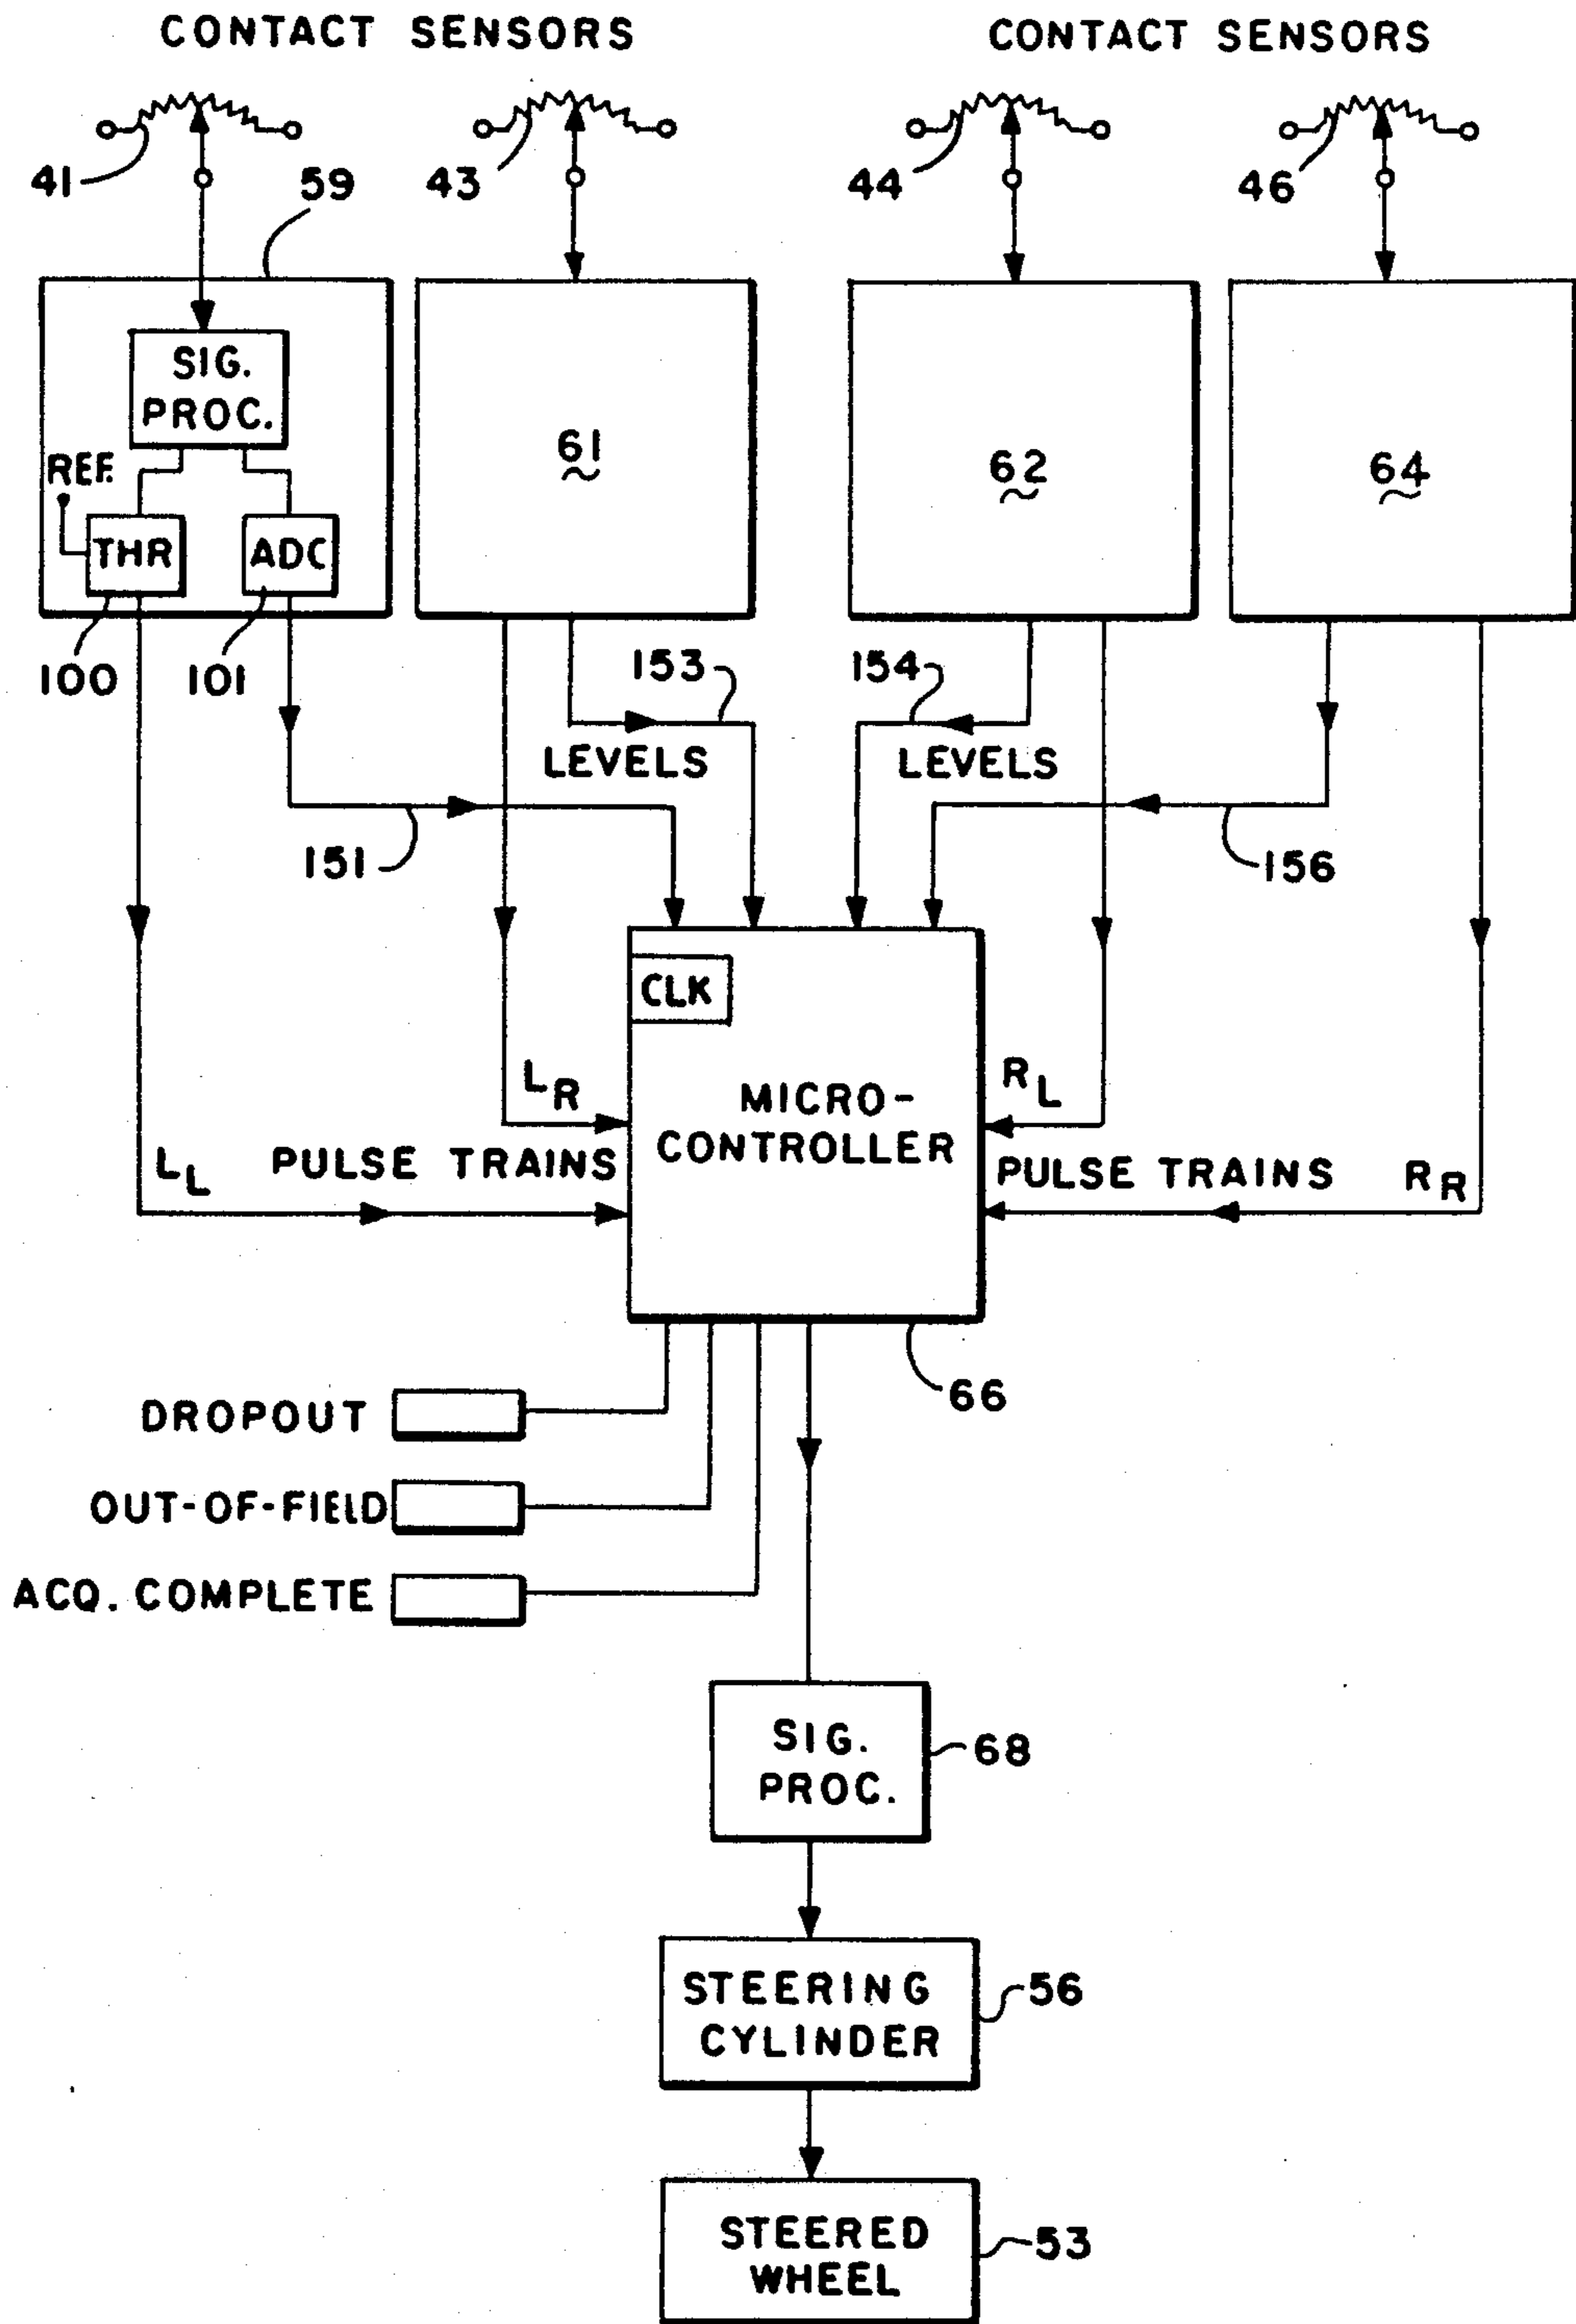 CONTACT SENSORS
CONTACT SENSORS
41
59
43
44
46
SIG.
PROC.
REF.
THR
ADC
61
62
64
100
101
153
154
LEVELS
LEVELS
151
156
CLK
MICRO-
CONTROLLER
LR
RL
LL
PULSE TRAINS
PULSE TRAINS
RR
66
DROPOUT
OUT-OF-FIELD
ACQ. COMPLETE
SIG.
PROC.
68
STEERING
CYLINDER
56
STEERED
WHEEL
53